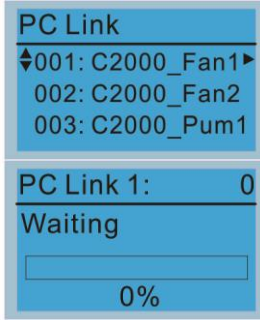 PC Link
001: C2000_Fan1
002: C2000_Fan2
003: C2000_Pum1
PC Link 1: 0
Waiting
0%